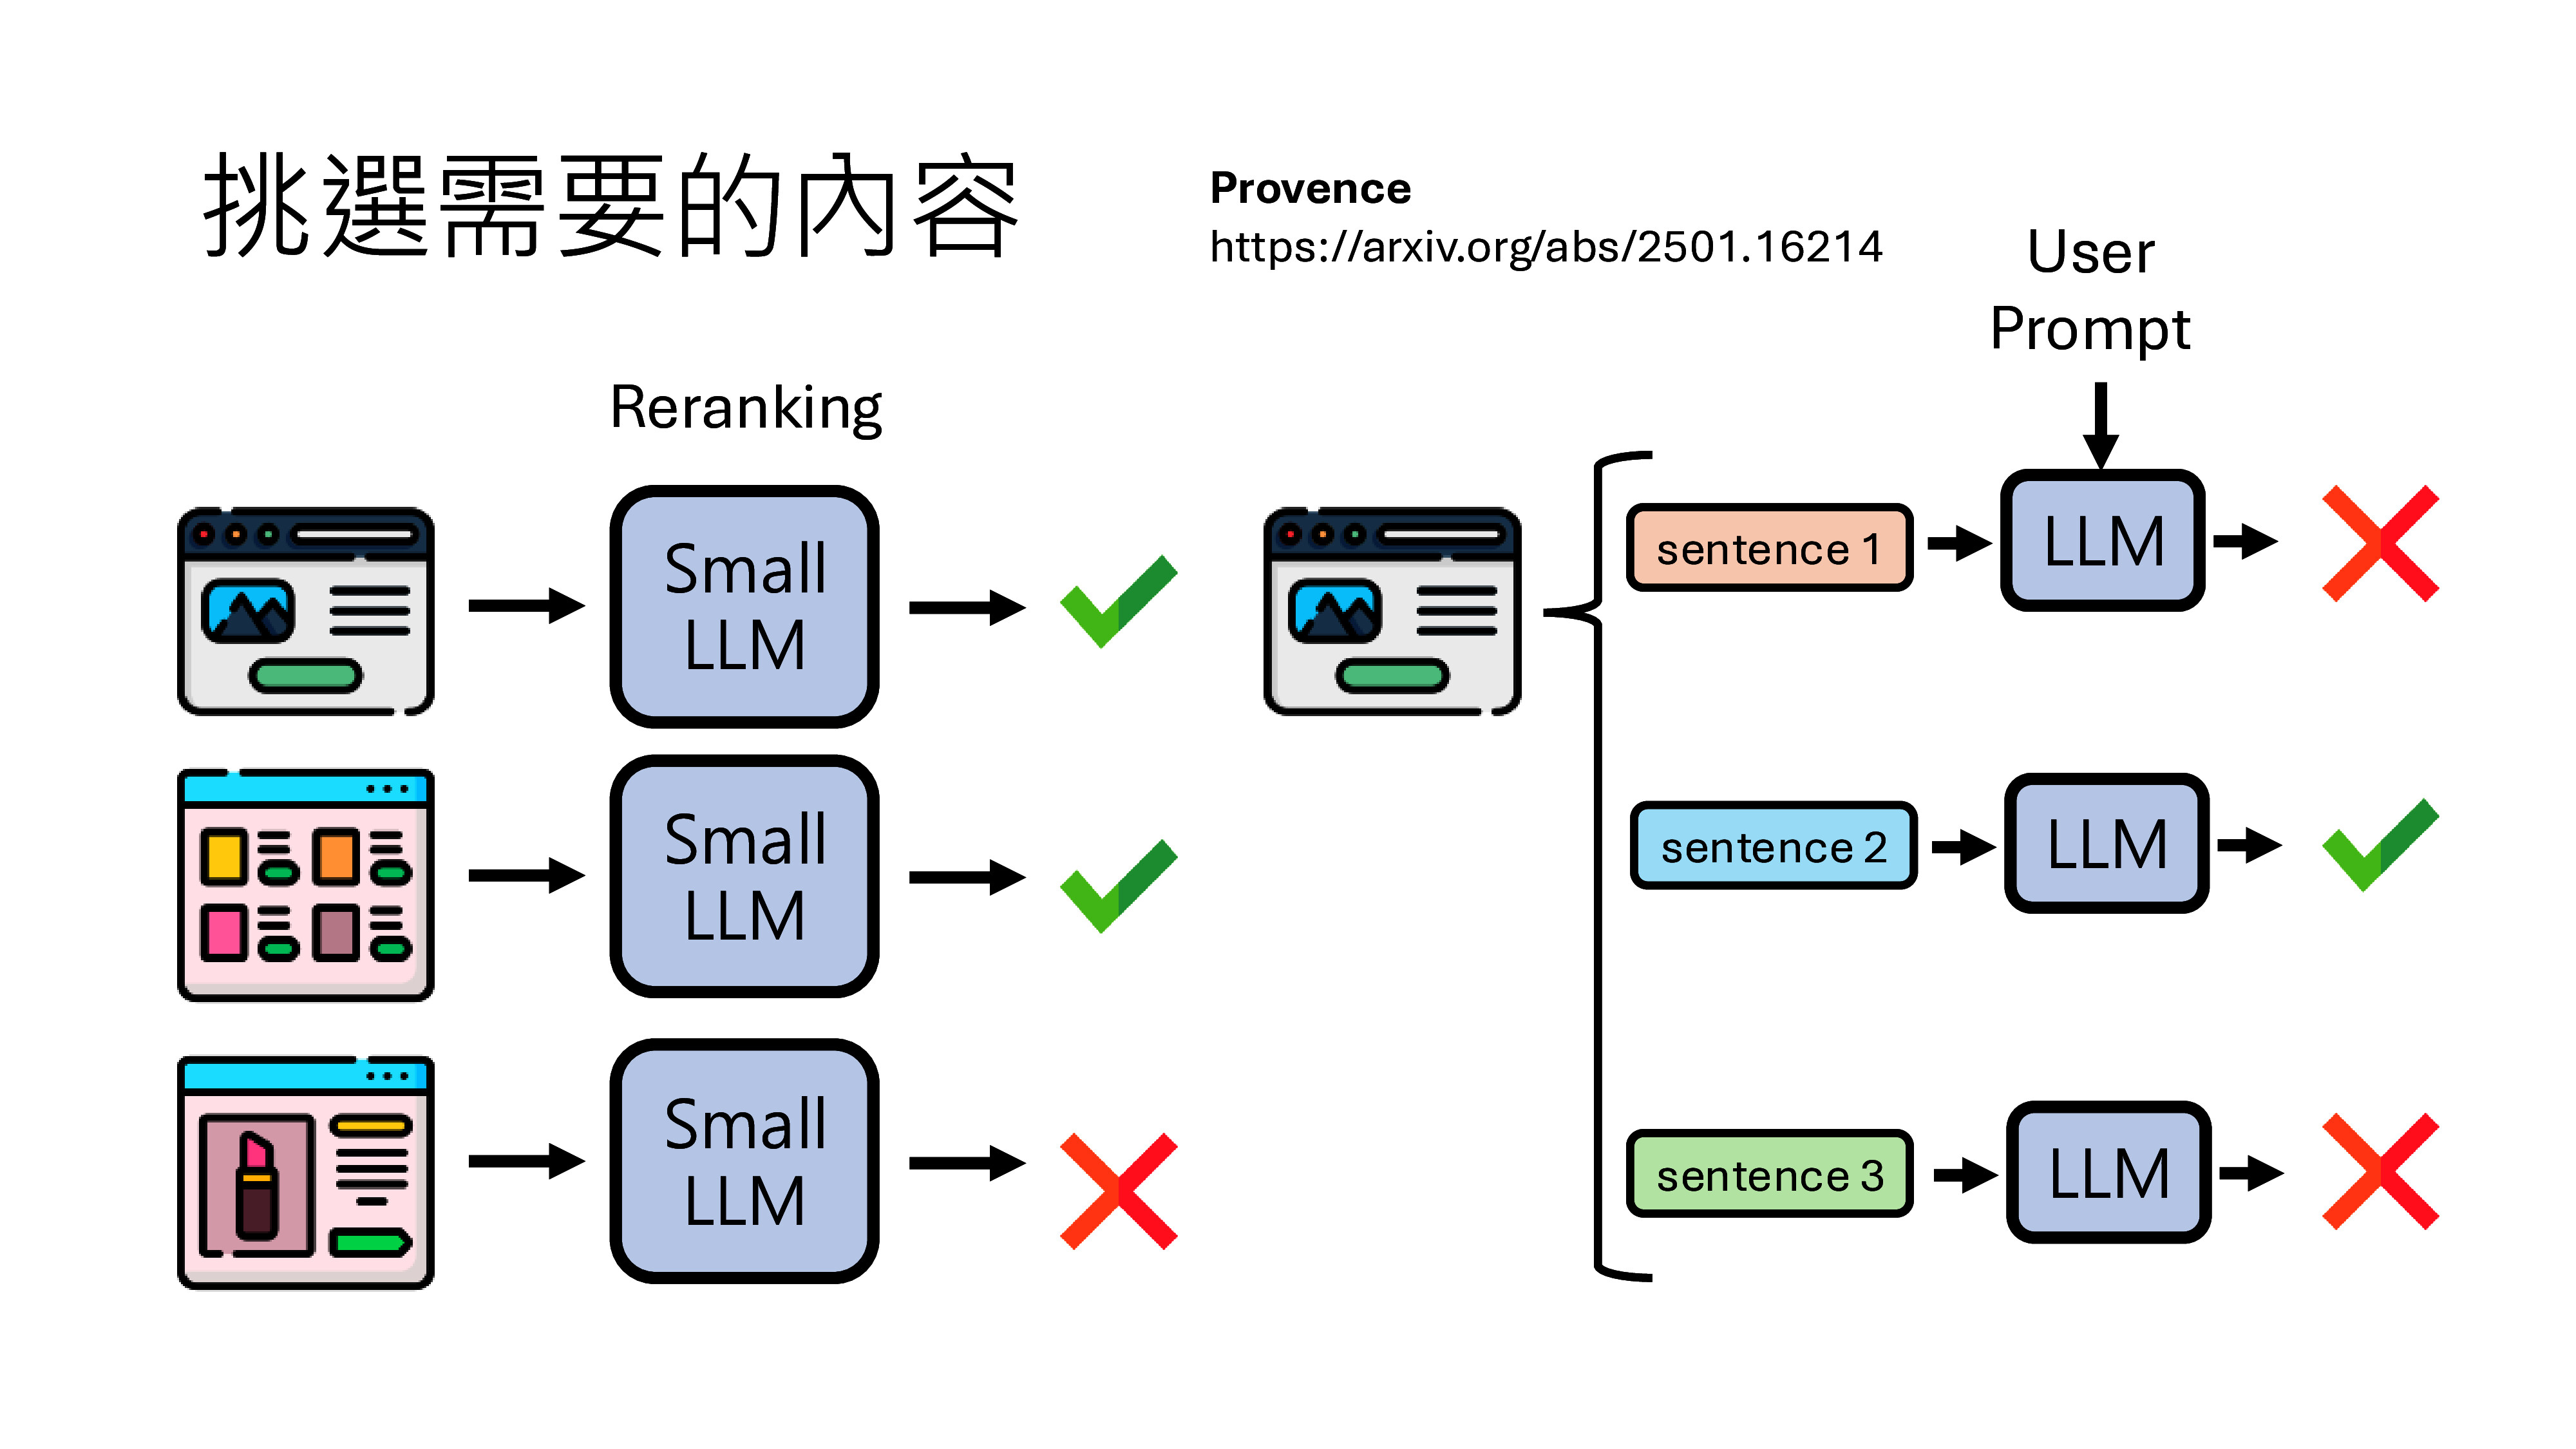 挑選需要的內容
Provence
https://arxiv.org/abs/2501.16214
User
Prompt
Reranking
Small
LLM
Small
LLM
Small
LLM
sentence 1
LLM
sentence 2
LLM
sentence 3
LLM